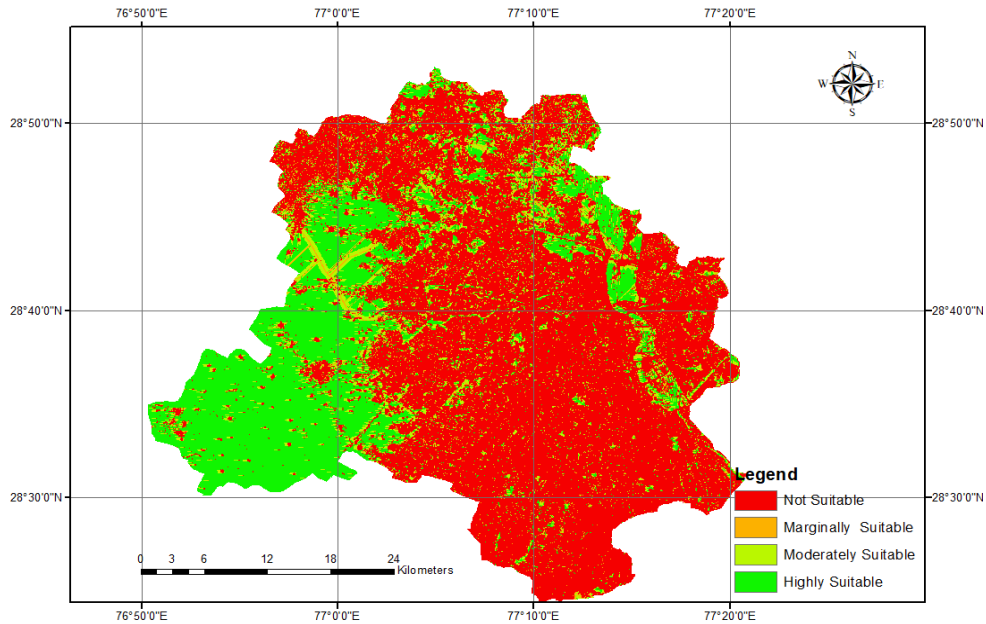 76°50'0"E 77°0'0"E 77°10'0"E 77°20'0"E
N
W E
S
28°50'0"N 28°50'0"N
28°40'0"N 28°40'0"N
28°30'0"N 28°30'0"N
Legend
Not Suitable
Marginally Suitable
Moderately Suitable
Highly Suitable
0 3 6 12 18 24
Kilometers
76°50'0"E 77°0'0"E 77°10'0"E 77°20'0"E